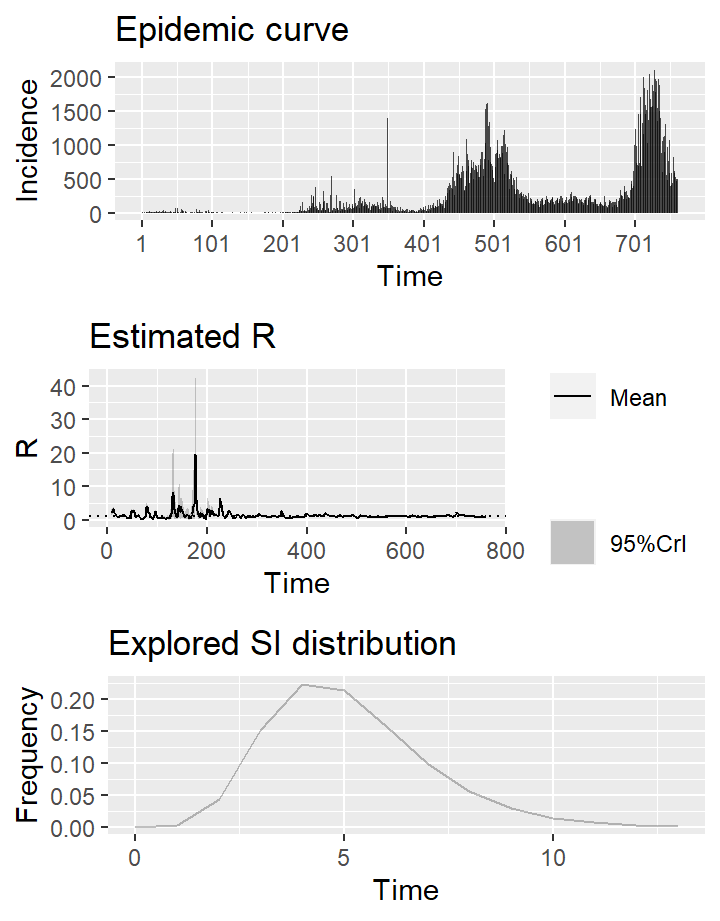 Epidemic curve
Incidence
2000
1500
1000
500
0
1 101 201 301 401 501 601 701
Time
Estimated R
R
40
30
20
10
0
0 200 400 600 800
Time
Mean
95%CrI
Explored SI distribution
Frequency
0.20
0.15
0.10
0.05
0.00
0 5 10
Time